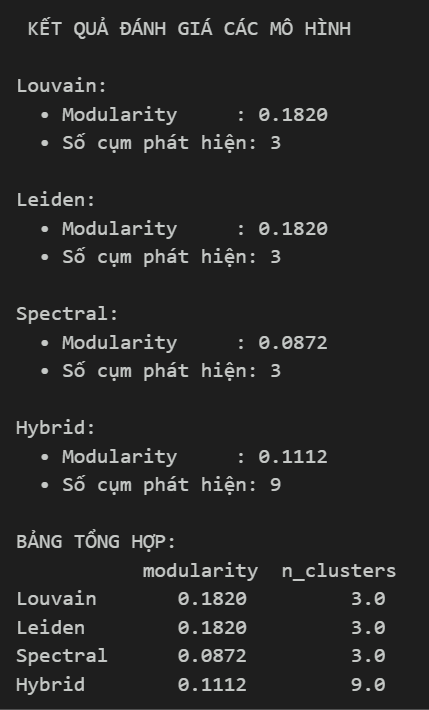 KẾT QUẢ ĐÁNH GIÁ CÁC MÔ HÌNH
Louvain:
• Modularity : 0.1820
• Số cụm phát hiện: 3
Leiden:
• Modularity : 0.1820
• Số cụm phát hiện: 3
Spectral:
• Modularity : 0.0872
• Số cụm phát hiện: 3
Hybrid:
• Modularity : 0.1112
• Số cụm phát hiện: 9
BẢNG TỔNG HỢP:
modularity n_clusters
Louvain 0.1820 3.0
Leiden 0.1820 3.0
Spectral 0.0872 3.0
Hybrid 0.1112 9.0